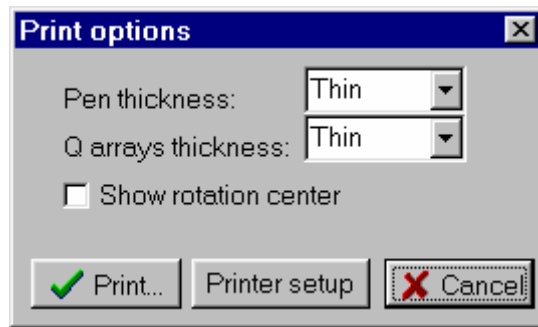 Print options
Pen thickness: Thin
Q arrays thickness: Thin
Show rotation center
Print... Printer setup Cancel